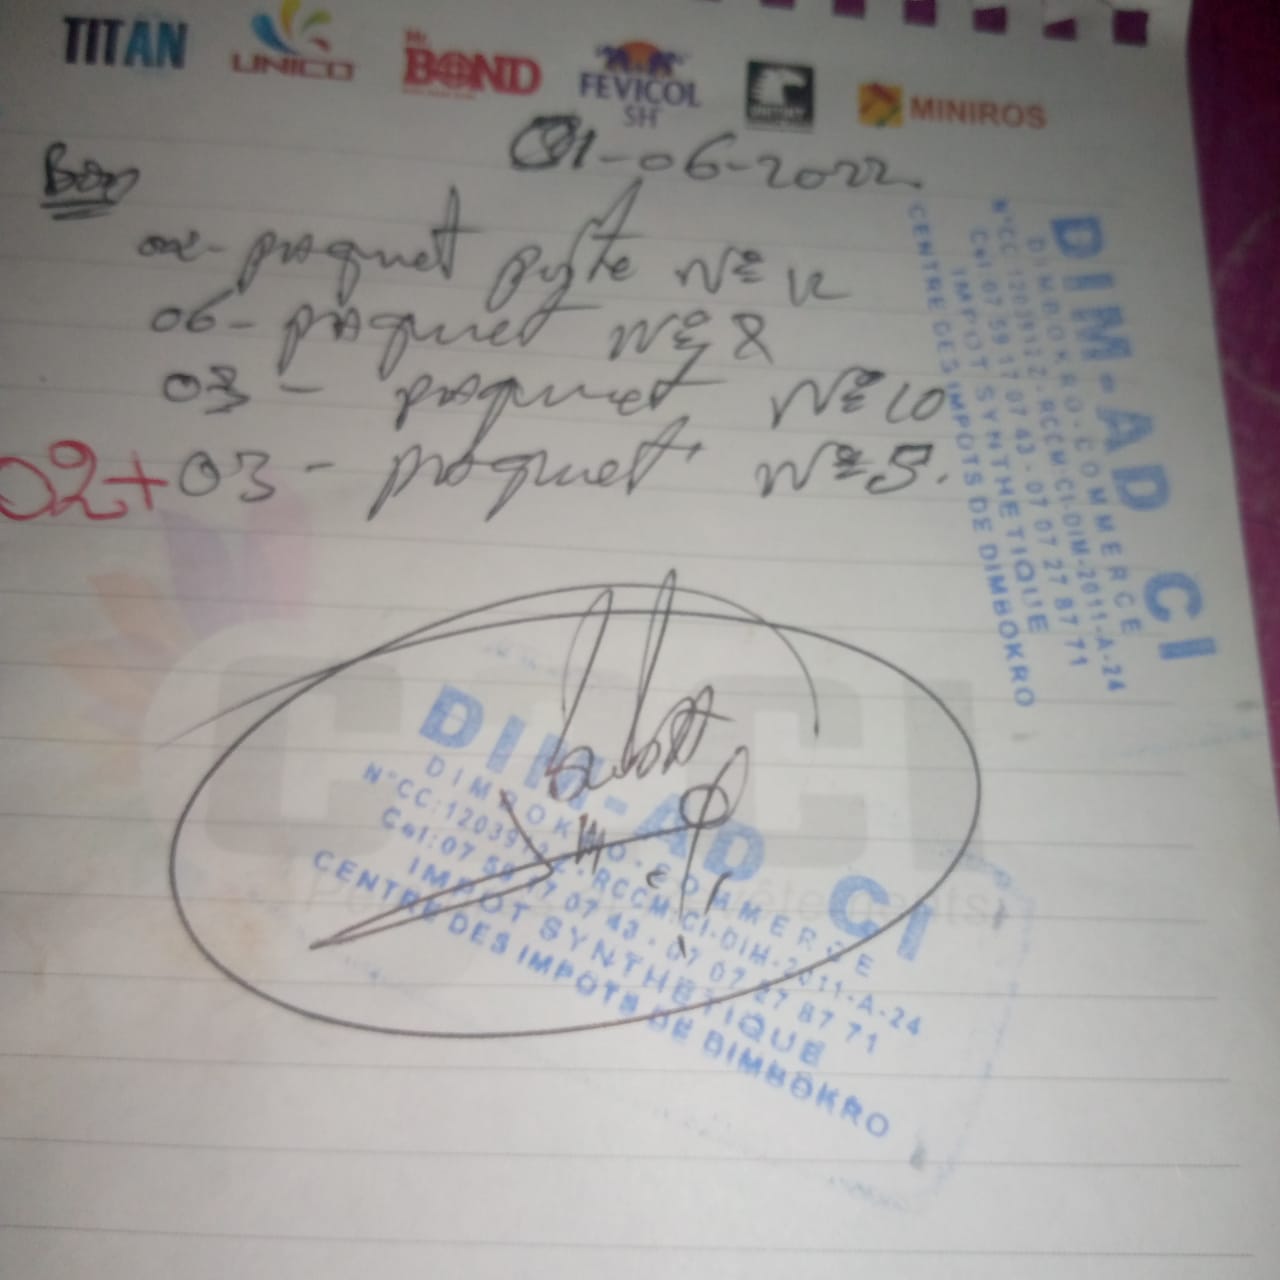 TITAN UNICO Mr. BOND FEVICOL SH MINIROS
01-06-2022
Bon
02- paquet pyte N° 12
06- paquet N° 8
03 - paquet N° 10
02+03 - paquet N° 5.
DIM-AD CI
DIMBOKRO-COMMERCE
N°CC:1203912Z-RCCM:CI-DIM-2011-A-24
Cel:07 59 17 07 43 - 07 07 27 87 71
IMPOT SYNTHETIQUE
CENTRE DES IMPOTS DE DIMBOKRO
DIM-AD CI
DIMBOKRO-COMMERCE
N°CC:1203912Z-RCCM:CI-DIM-2011-A-24
Cel:07 59 17 07 43 - 07 07 27 87 71
IMPOT SYNTHETIQUE
CENTRE DES IMPOTS DE DIMBOKRO